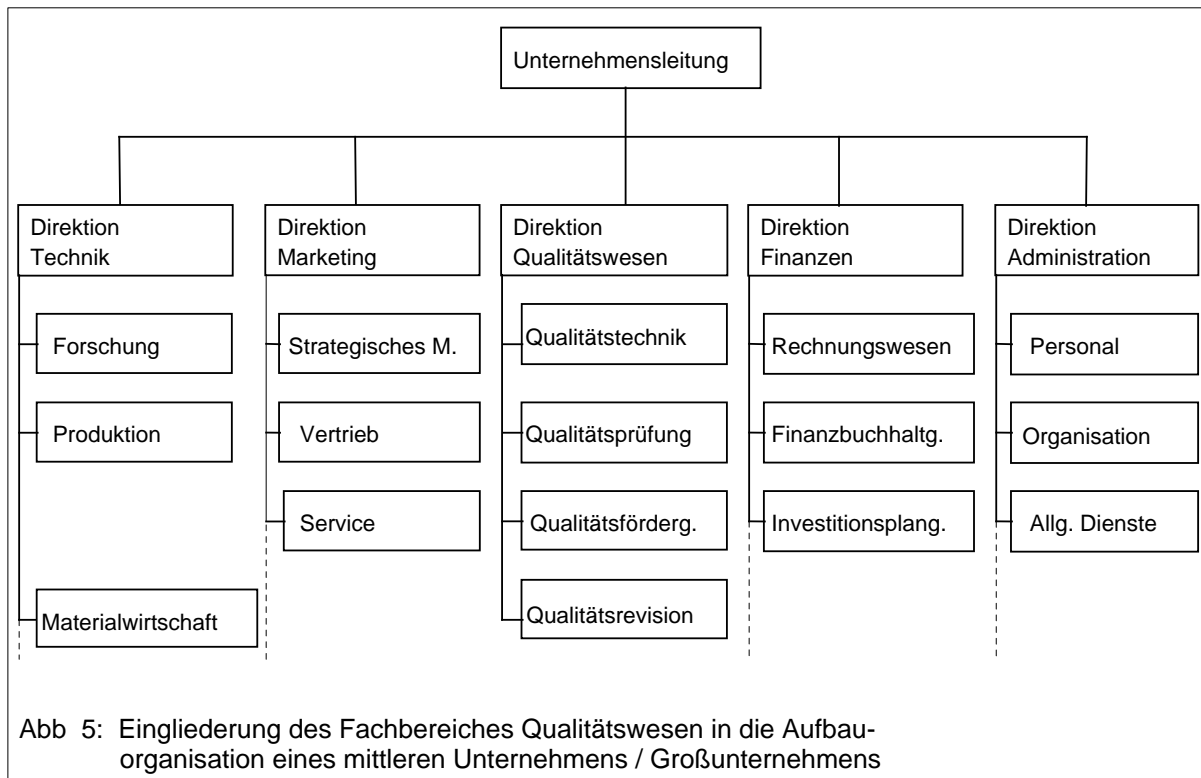 Unternehmensleitung
Direktion
Technik
Direktion
Marketing
Direktion
Qualitätswesen
Direktion
Finanzen
Direktion
Administration
Forschung
Strategisches M.
Qualitätstechnik
Rechnungswesen
Personal
Produktion
Vertrieb
Qualitätsprüfung
Finanzbuchhaltg.
Organisation
Service
Qualitätsförderg.
Investitionsplang.
Allg. Dienste
Materialwirtschaft
Qualitätsrevision
Abb 5: Eingliederung des Fachbereiches Qualitätswesen in die Aufbau-
organisation eines mittleren Unternehmens / Großunternehmens